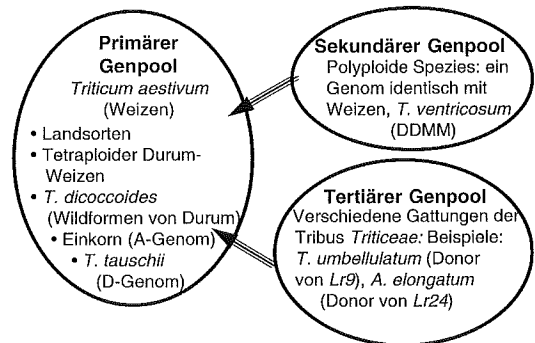 Primärer
Genpool
Triticum aestivum
(Weizen)
• Landsorten
• Tetraploider Durum-
Weizen
• T. dicoccoides
(Wildformen von Durum)
• Einkorn (A-Genom)
• T. tauschii
(D-Genom)
Sekundärer Genpool
Polyploide Spezies: ein
Genom identisch mit
Weizen, T. ventricosum
(DDMM)
Tertiärer Genpool
Verschiedene Gattungen der
Tribus Triticeae: Beispiele:
T. umbellulatum (Donor
von Lr9), A. elongatum
(Donor von Lr24)